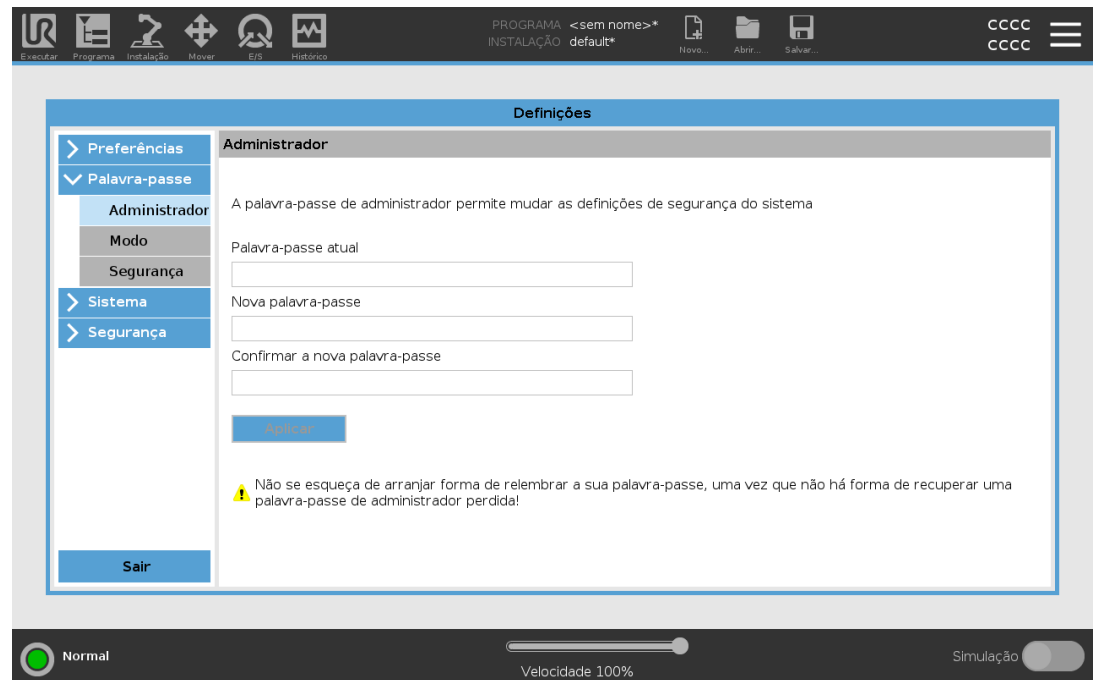 PROGRAMA <sem nome>*
INSTALAÇÃO default*
CCCC
CCCC
Executar Programa Instalação Mover E/S Histórico Novo... Abrir... Salvar...
Definições
Preferências
Palavra-passe
Administrador
Modo
Segurança
Sistema
Segurança
Sair
Administrador
A palavra-passe de administrador permite mudar as definições de segurança do sistema
Palavra-passe atual
Nova palavra-passe
Confirmar a nova palavra-passe
Aplicar
Não se esqueça de arranjar forma de relembrar a sua palavra-passe, uma vez que não há forma de recuperar uma
palavra-passe de administrador perdida!
Normal
Velocidade 100%
Simulação